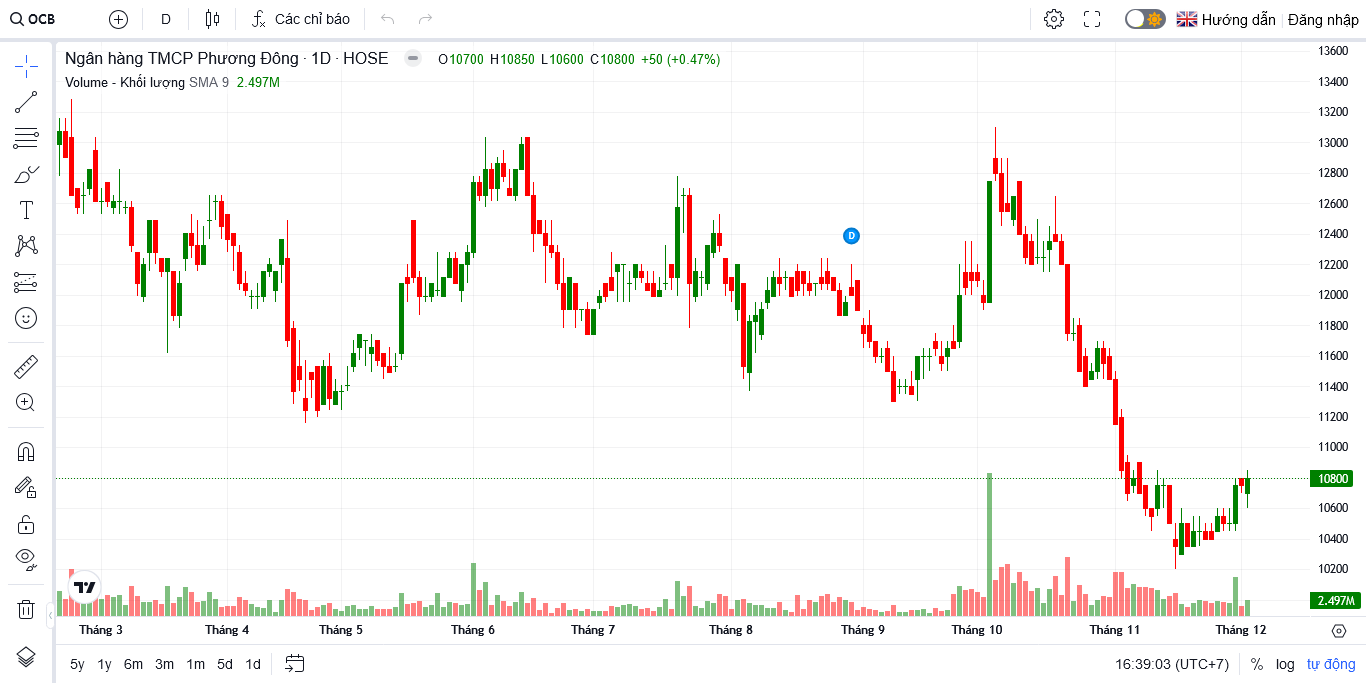 OCB D Các chỉ báo Hướng dẫn Đăng nhập
Ngân hàng TMCP Phương Đông · 1D · HOSE O10700 H10850 L10600 C10800 +50 (+0.47%)
Volume - Khối lượng SMA 9 2.497M
D
13600
13400
13200
13000
12800
12600
12400
12200
12000
11800
11600
11400
11200
11000
10800
10600
10400
10200
2.497M
Tháng 3 Tháng 4 Tháng 5 Tháng 6 Tháng 7 Tháng 8 Tháng 9 Tháng 10 Tháng 11 Tháng 12
5y 1y 6m 3m 1m 5d 1d 16:39:03 (UTC+7) % log tự động